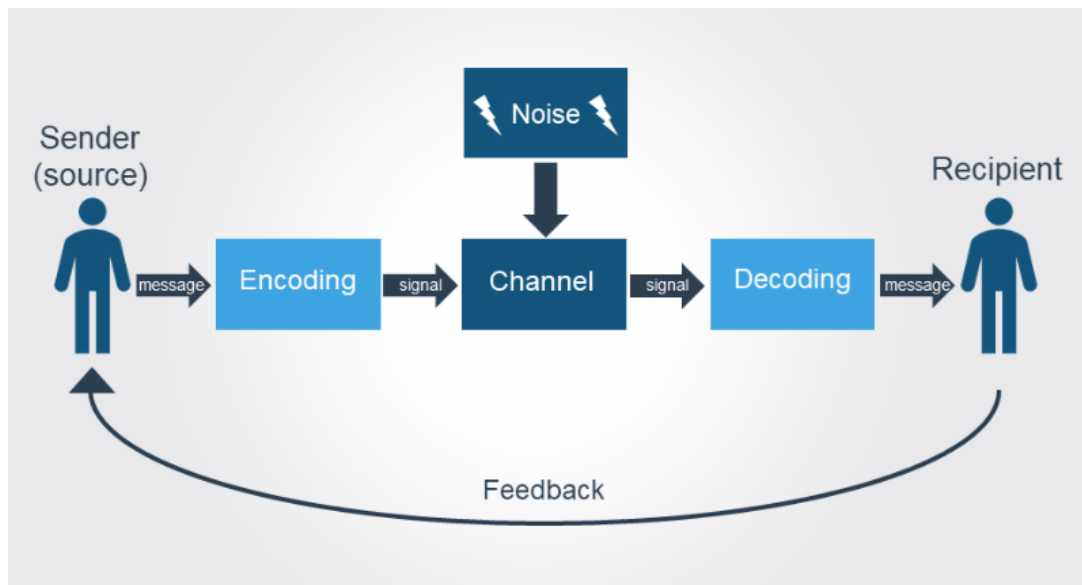 Noise
Sender
(source)
Recipient
message
Encoding
signal
Channel
signal
Decoding
message
Feedback